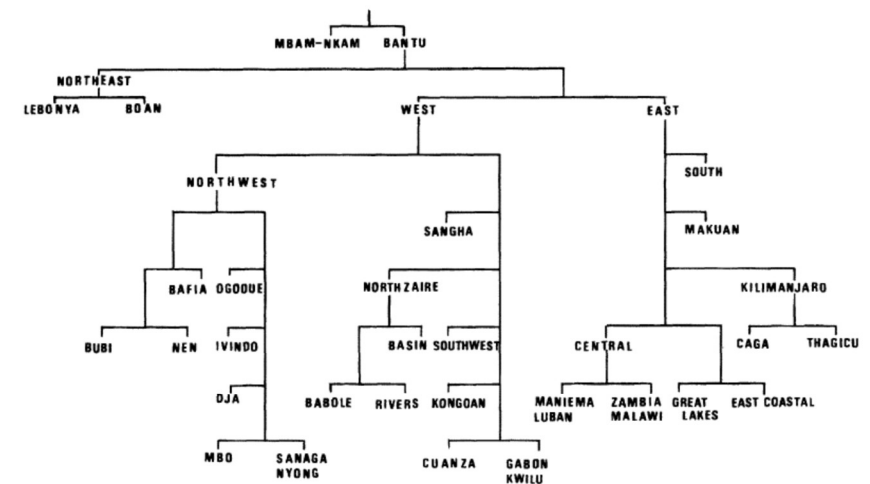 MBAM-NKAM BANTU
NORTHEAST
LEBONYA BOAN WEST EAST
SOUTH
NORTHWEST
SANGHA MAKUAN
BAFIA OGOOUE NORTH ZAIRE KILIMANJARO
BUBI NEN IVINDO BASIN SOUTHWEST CENTRAL CAGA THAGICU
DJA BABOLE RIVERS KONGOAN MANIEMA ZAMBIA GREAT EAST COASTAL
LUBAN MALAWI LAKES
MBO SANAGA CUANZA GABON
NYONG KWILU